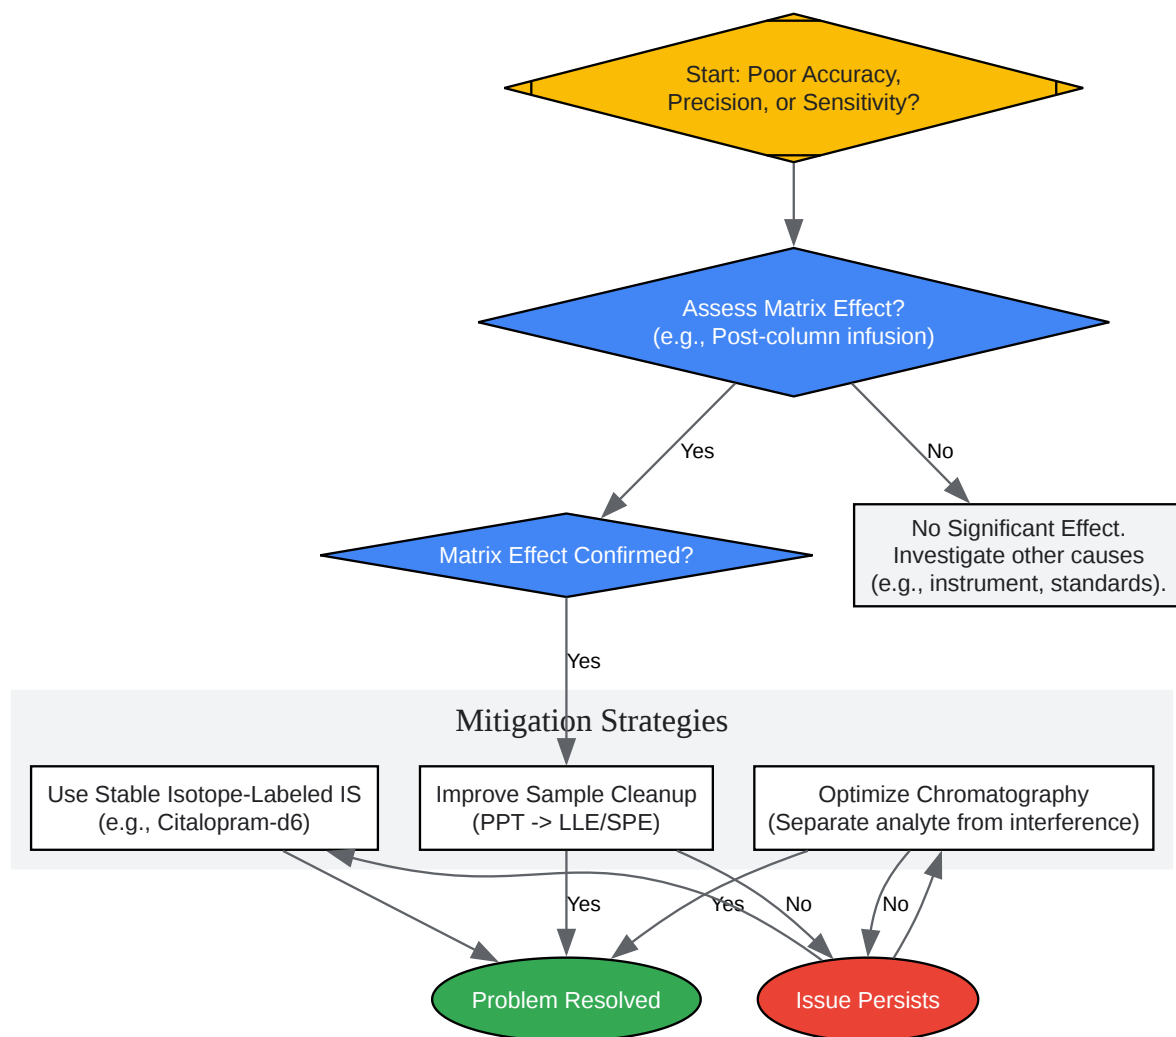 Start: Poor Accuracy,
Precision, or Sensitivity?
Assess Matrix Effect?
(e.g., Post-column infusion)
Yes
No
Matrix Effect Confirmed?
No Significant Effect.
Investigate other causes
(e.g., instrument, standards).
Yes
Mitigation Strategies
Use Stable Isotope-Labeled IS
(e.g., Citalopram-d6)
Improve Sample Cleanup
(PPT -> LLE/SPE)
Optimize Chromatography
(Separate analyte from interference)
Yes
Yes
No
No
Problem Resolved
Issue Persists